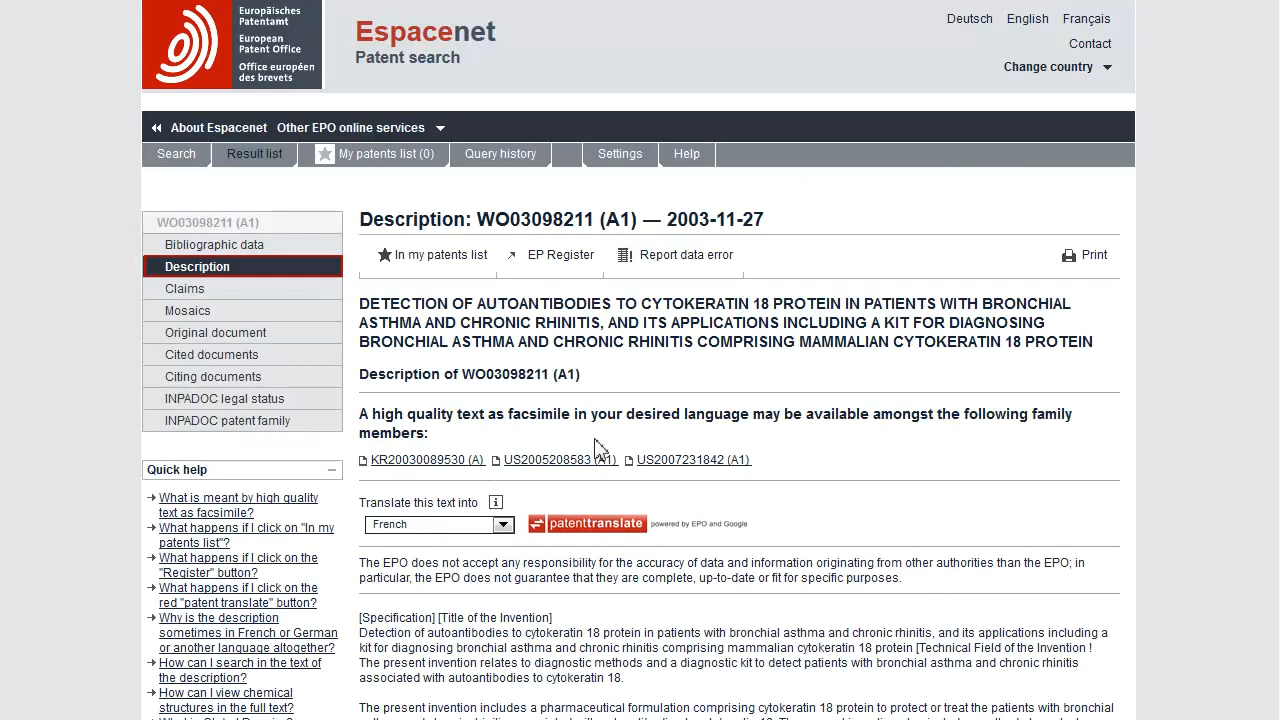 Europäisches
Patentamt
European
Patent Office
Office européen
des brevets
Espacenet
Patent search
Deutsch English Français
Contact
Change country
About Espacenet Other EPO online services
Search Result list My patents list (0) Query history Settings Help
WO03098211 (A1)
Bibliographic data
Description
Claims
Mosaics
Original document
Cited documents
Citing documents
INPADOC legal status
INPADOC patent family
Quick help
What is meant by high quality
text as facsimile?
What happens if I click on "In my
patents list"?
What happens if I click on the
"Register" button?
What happens if I click on the
red "patent translate" button?
Why is the description
sometimes in French or German
or another language altogether?
How can I search in the text of
the description?
How can I view chemical
structures in the full text?
Description: WO03098211 (A1) — 2003-11-27
In my patents list EP Register Report data error Print
DETECTION OF AUTOANTIBODIES TO CYTOKERATIN 18 PROTEIN IN PATIENTS WITH BRONCHIAL
ASTHMA AND CHRONIC RHINITIS, AND ITS APPLICATIONS INCLUDING A KIT FOR DIAGNOSING
BRONCHIAL ASTHMA AND CHRONIC RHINITIS COMPRISING MAMMALIAN CYTOKERATIN 18 PROTEIN
Description of WO03098211 (A1)
A high quality text as facsimile in your desired language may be available amongst the following family
members:
KR20030089530 (A) US2005208583 (A1) US2007231842 (A1)
Translate this text into i
French patenttranslate powered by EPO and Google
The EPO does not accept any responsibility for the accuracy of data and information originating from other authorities than the EPO; in
particular, the EPO does not guarantee that they are complete, up-to-date or fit for specific purposes.
[Specification] [Title of the Invention]
Detection of autoantibodies to cytokeratin 18 protein in patients with bronchial asthma and chronic rhinitis, and its applications including a
kit for diagnosing bronchial asthma and chronic rhinitis comprising mammalian cytokeratin 18 protein [Technical Field of the Invention !
The present invention relates to diagnostic methods and a diagnostic kit to detect patients with bronchial asthma and chronic rhinitis
associated with autoantibodies to cytokeratin 18.
The present invention includes a pharmaceutical formulation comprising cytokeratin 18 protein to protect or treat the patients with bronchial